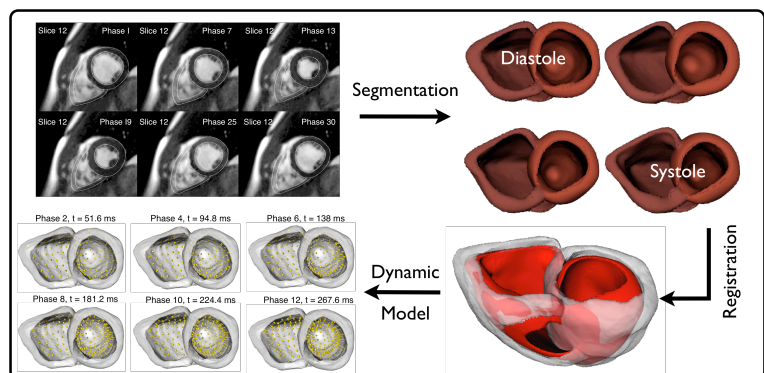 Slice 12 Phase I
Slice 12 Phase 7
Slice 12 Phase 13
Slice 12 Phase I9
Slice 12 Phase 25
Slice 12 Phase 30
Segmentation
Diastole
Systole
Registration
Dynamic
Model
Phase 2, t = 51.6 ms
Phase 4, t = 94.8 ms
Phase 6, t = 138 ms
Phase 8, t = 181.2 ms
Phase 10, t = 224.4 ms
Phase 12, t = 267.6 ms